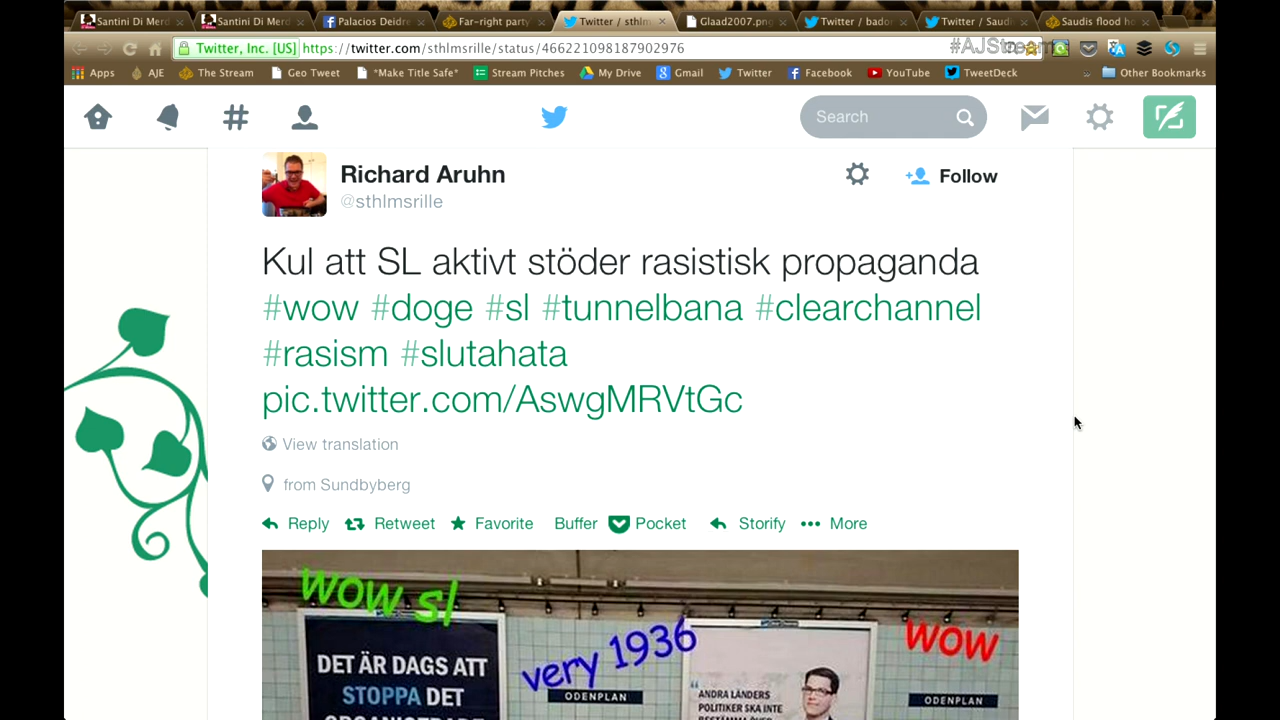 Santini Di Merd
Santini Di Merd
Palacios Deidre
Far-right party
Twitter / sthlm
Glaad2007.png
Twitter / bador
Twitter / Saudi
Saudis flood ho
Twitter, Inc. [US] https://twitter.com/sthlmsrille/status/466221098187902976
#AJStream
Apps AJE The Stream Geo Tweet *Make Title Safe* Stream Pitches My Drive Gmail Twitter Facebook YouTube TweetDeck » Other Bookmarks
Search
Richard Aruhn
@sthlmsrille
Follow
Kul att SL aktivt stöder rasistisk propaganda
#wow #doge #sl #tunnelbana #clearchannel
#rasism #slutahata
pic.twitter.com/AswgMRVtGc
View translation
from Sundbyberg
Reply Retweet Favorite Buffer Pocket Storify More
wow sl
very 1936
wow
DET ÄR DAGS ATT
STOPPA DET
ODENPLAN
"ANDRA LÄNDERS
POLITIKER SKA INTE
ODENPLAN